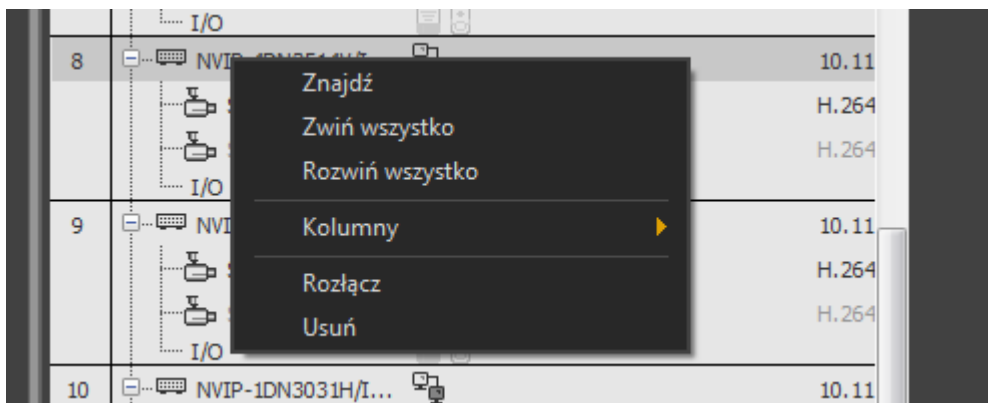 I/O
8 10.11
Znajdź
H.264
Zwiń wszystko
H.264
Rozwiń wszystko
I/O
9 NVI Kolumny 10.11
H.264
Rozłącz
H.264
Usuń
I/O
10 NVIP-1DN3031H/I... 10.11